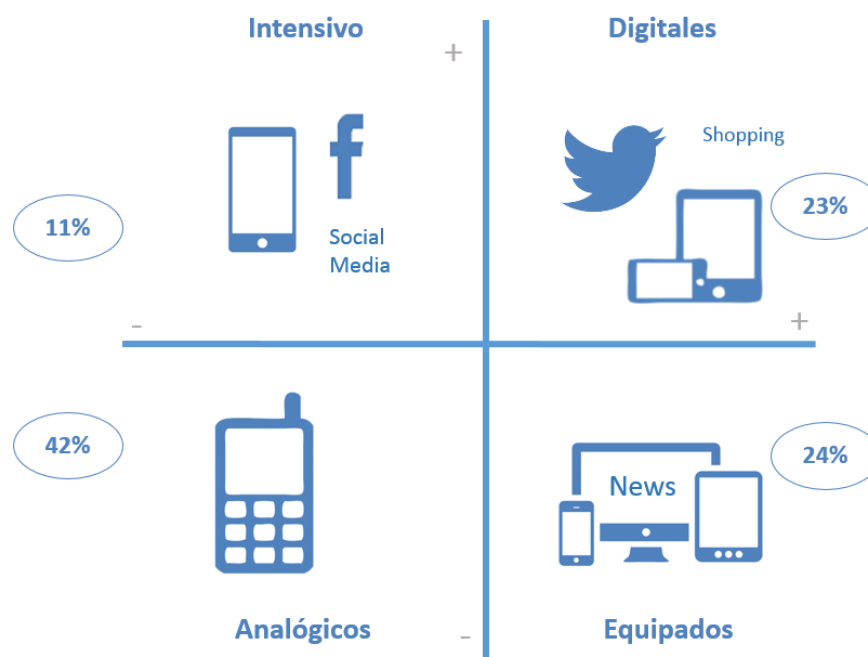 Intensivo
Digitales
+
Shopping
11%
Social
Media
23%
-
+
42%
24%
News
Analógicos
-
Equipados